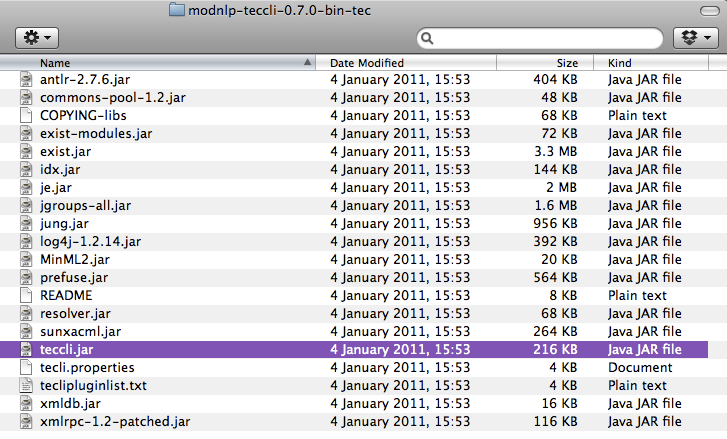 modnlp-teccli-0.7.0-bin-tec
Name Date Modified Size Kind
antlr-2.7.6.jar 4 January 2011, 15:53 404 KB Java JAR file
commons-pool-1.2.jar 4 January 2011, 15:53 48 KB Java JAR file
COPYING-libs 4 January 2011, 15:53 68 KB Plain text
exist-modules.jar 4 January 2011, 15:53 72 KB Java JAR file
exist.jar 4 January 2011, 15:53 3.3 MB Java JAR file
idx.jar 4 January 2011, 15:53 144 KB Java JAR file
je.jar 4 January 2011, 15:53 2 MB Java JAR file
jgroups-all.jar 4 January 2011, 15:53 1.6 MB Java JAR file
jung.jar 4 January 2011, 15:53 956 KB Java JAR file
log4j-1.2.14.jar 4 January 2011, 15:53 392 KB Java JAR file
MinML2.jar 4 January 2011, 15:53 20 KB Java JAR file
prefuse.jar 4 January 2011, 15:53 564 KB Java JAR file
README 4 January 2011, 15:53 8 KB Plain text
resolver.jar 4 January 2011, 15:53 68 KB Java JAR file
sunxacml.jar 4 January 2011, 15:53 264 KB Java JAR file
teccli.jar 4 January 2011, 15:53 216 KB Java JAR file
tecli.properties 4 January 2011, 15:53 4 KB Document
teclipluginlist.txt 4 January 2011, 15:53 4 KB Plain text
xmldb.jar 4 January 2011, 15:53 16 KB Java JAR file
xmlrpc-1.2-patched.jar 4 January 2011, 15:53 116 KB Java JAR file